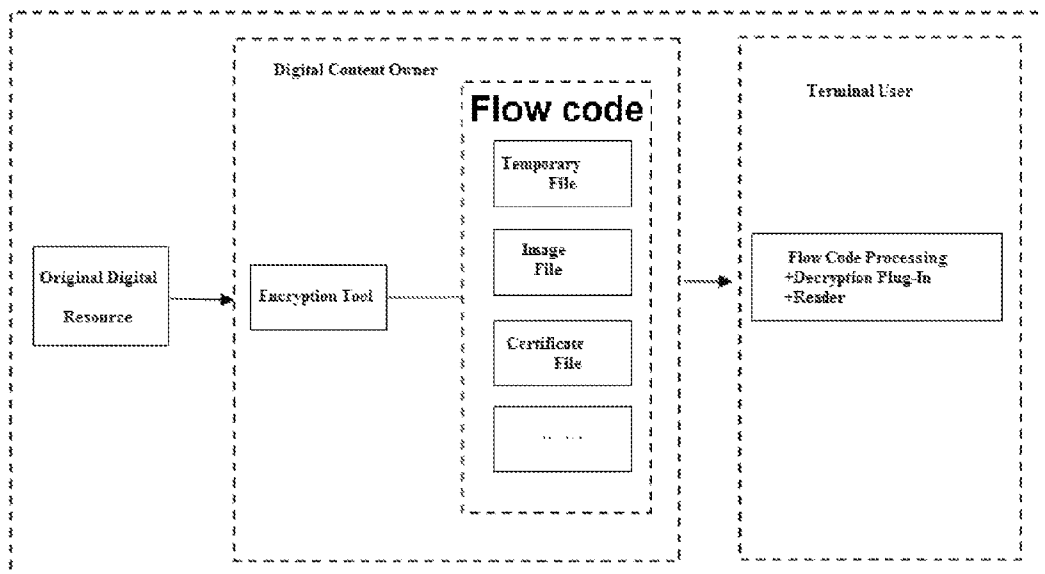 Digital Content Owner
Flow code
Temporary
File
Image
File
Certificate
File
... ...
Original Digital
Resource
Encryption Tool
Terminal User
Flow Code Processing
+Decryption Plug-In
+Reader